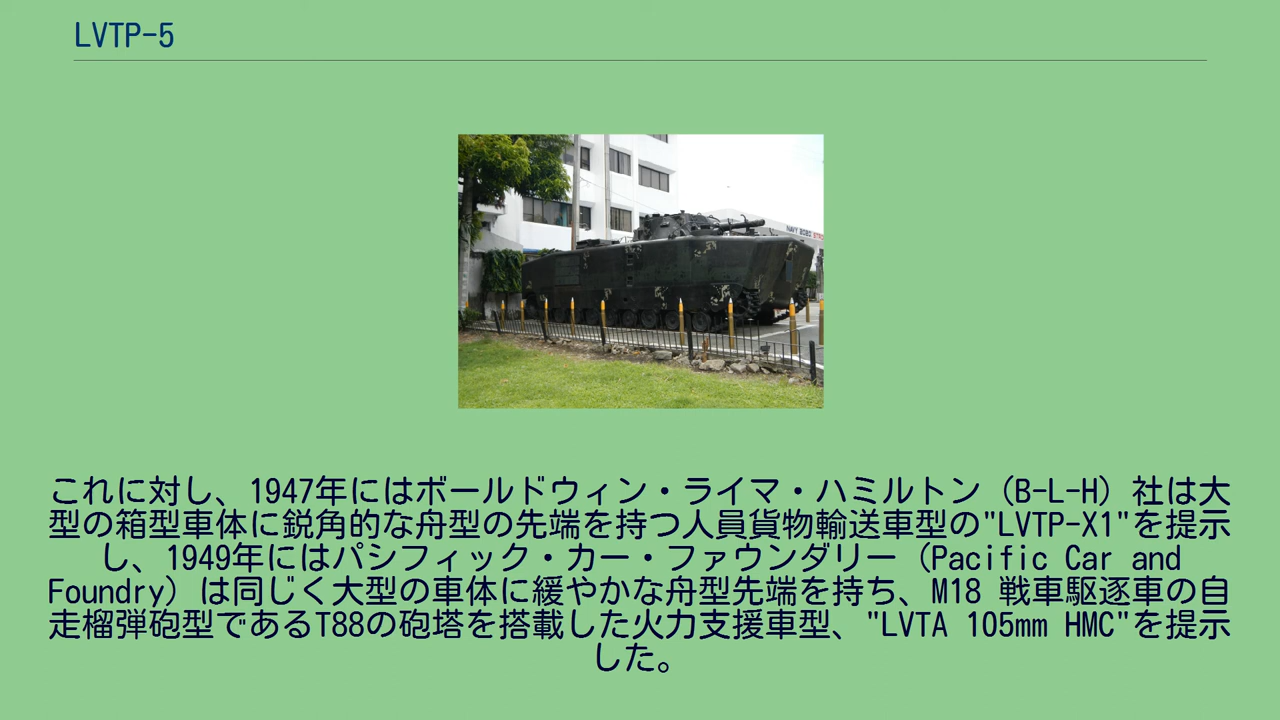 LVTP-5
NAVY BOBO STRO
これに対し、1947年にはボールドウィン・ライマ・ハミルトン（B-L-H）社は大
型の箱型車体に鋭角的な舟型の先端を持つ人員貨物輸送車型の"LVTP-X1"を提示
し、1949年にはパシフィック・カー・ファウンダリー（Pacific Car and
Foundry）は同じく大型の車体に緩やかな舟型先端を持ち、M18 戦車駆逐車の自
走榴弾砲型であるT88の砲塔を搭載した火力支援車型、"LVTA 105mm HMC"を提示
した。